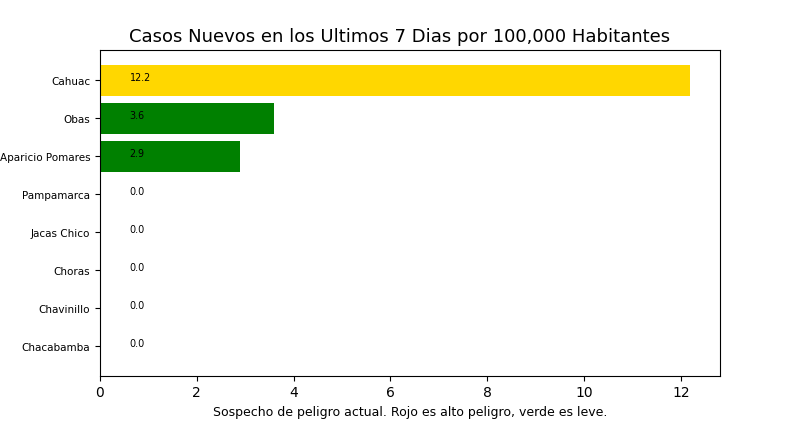 Casos Nuevos en los Ultimos 7 Dias por 100,000 Habitantes
Cahuac 12.2
Obas 3.6
Aparicio Pomares 2.9
Pampamarca 0.0
Jacas Chico 0.0
Choras 0.0
Chavinillo 0.0
Chacabamba 0.0
0 2 4 6 8 10 12
Sospecho de peligro actual. Rojo es alto peligro, verde es leve.